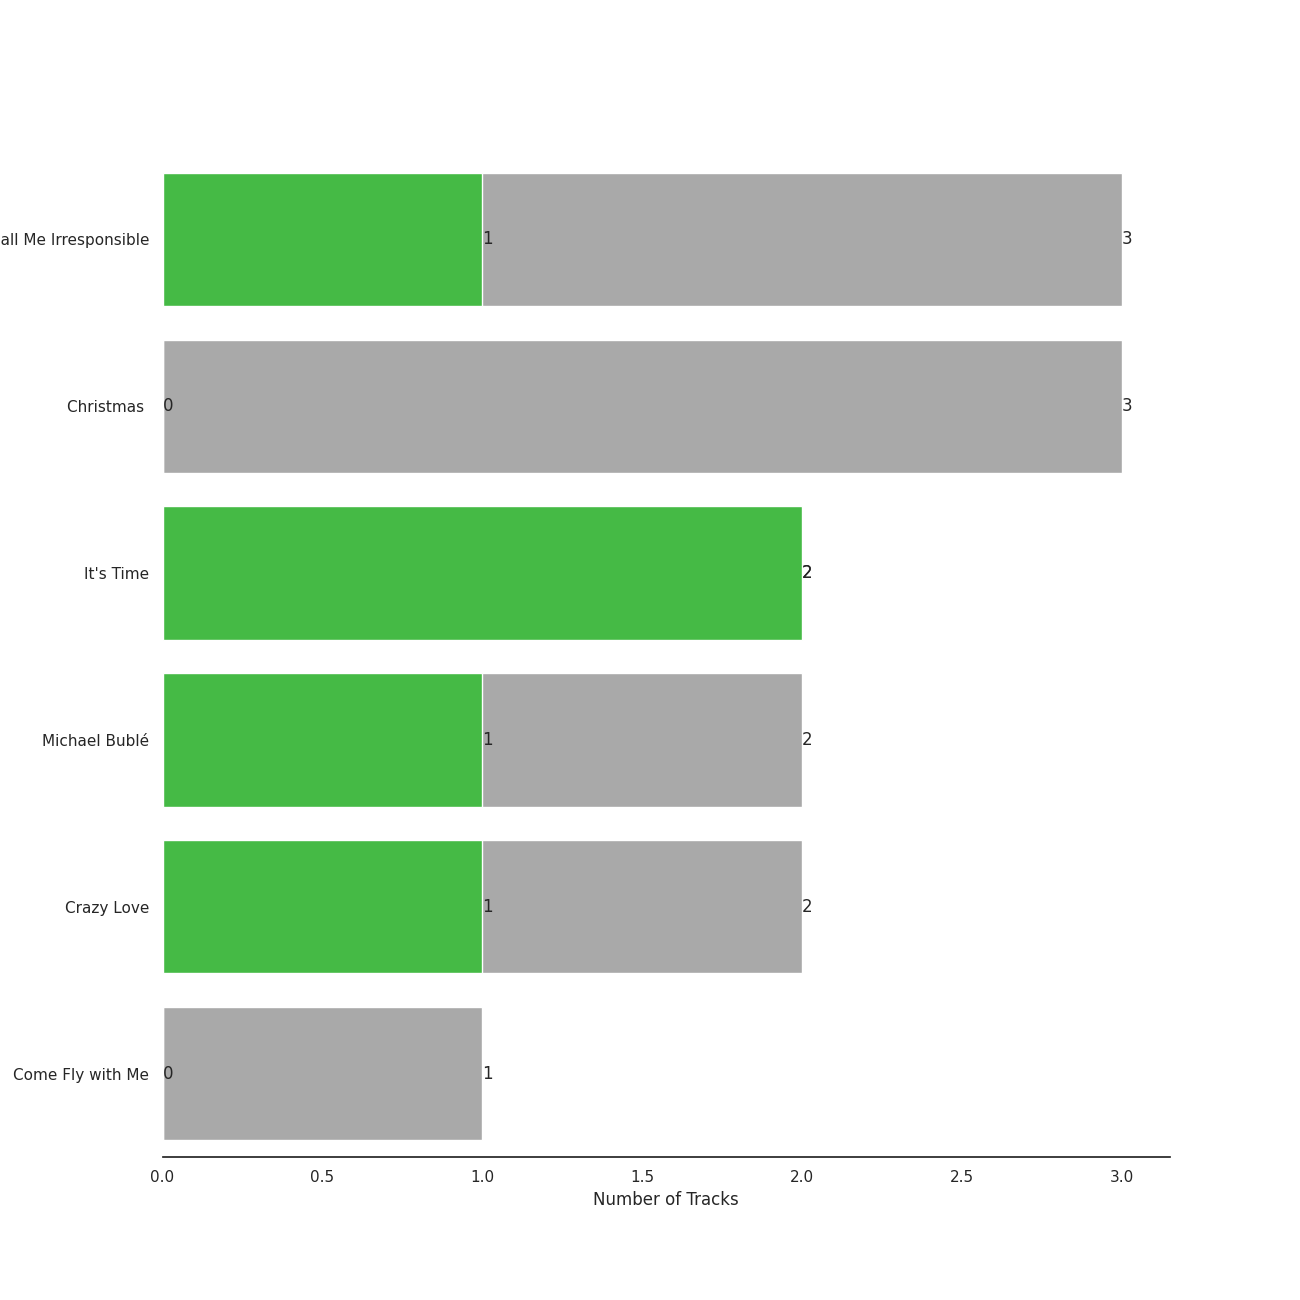 all Me Irresponsible 1 3
Christmas 0 3
It's Time 2
Michael Bublé 1 2
Crazy Love 1 2
Come Fly with Me 0 1
0.0 0.5 1.0 1.5 2.0 2.5 3.0
Number of Tracks